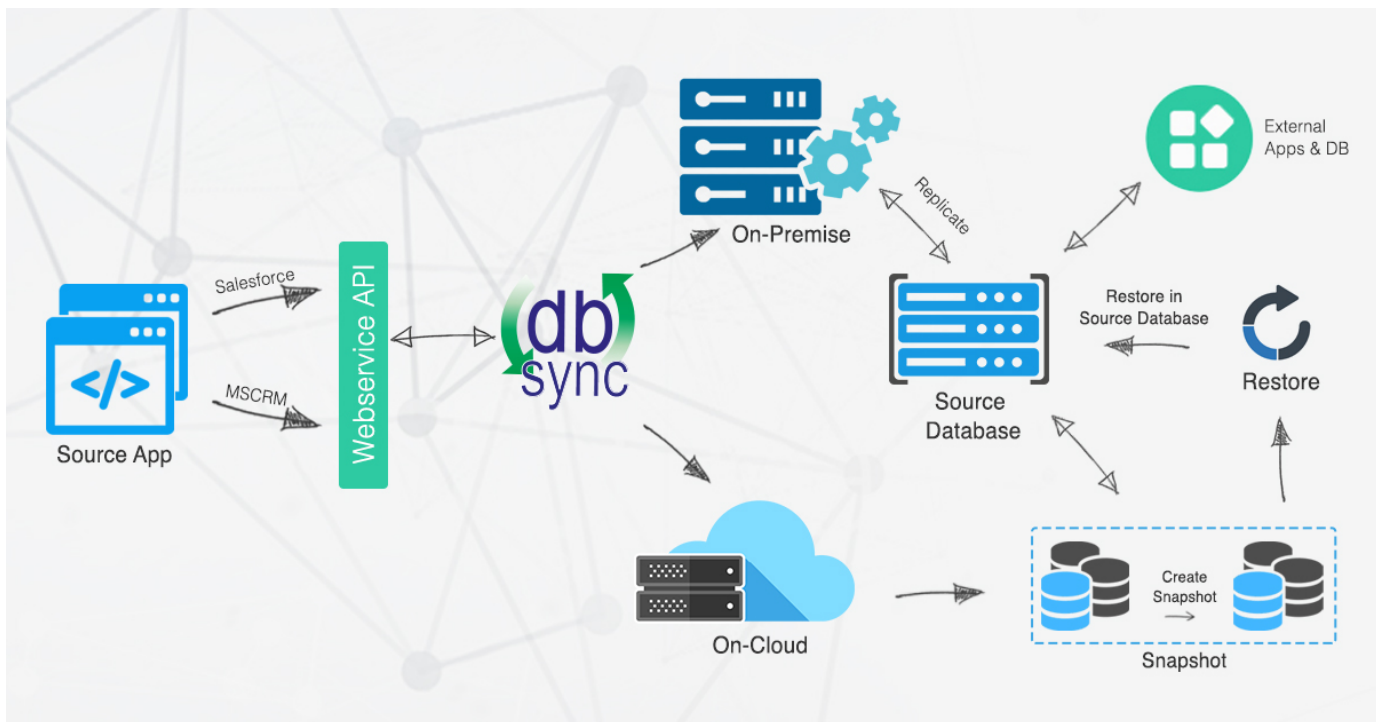 Source App
Salesforce
MSCRM
Webservice API
db
sync
On-Premise
Replicate
External
Apps & DB
Source
Database
Restore in
Source Database
Restore
On-Cloud
Create
Snapshot
Snapshot